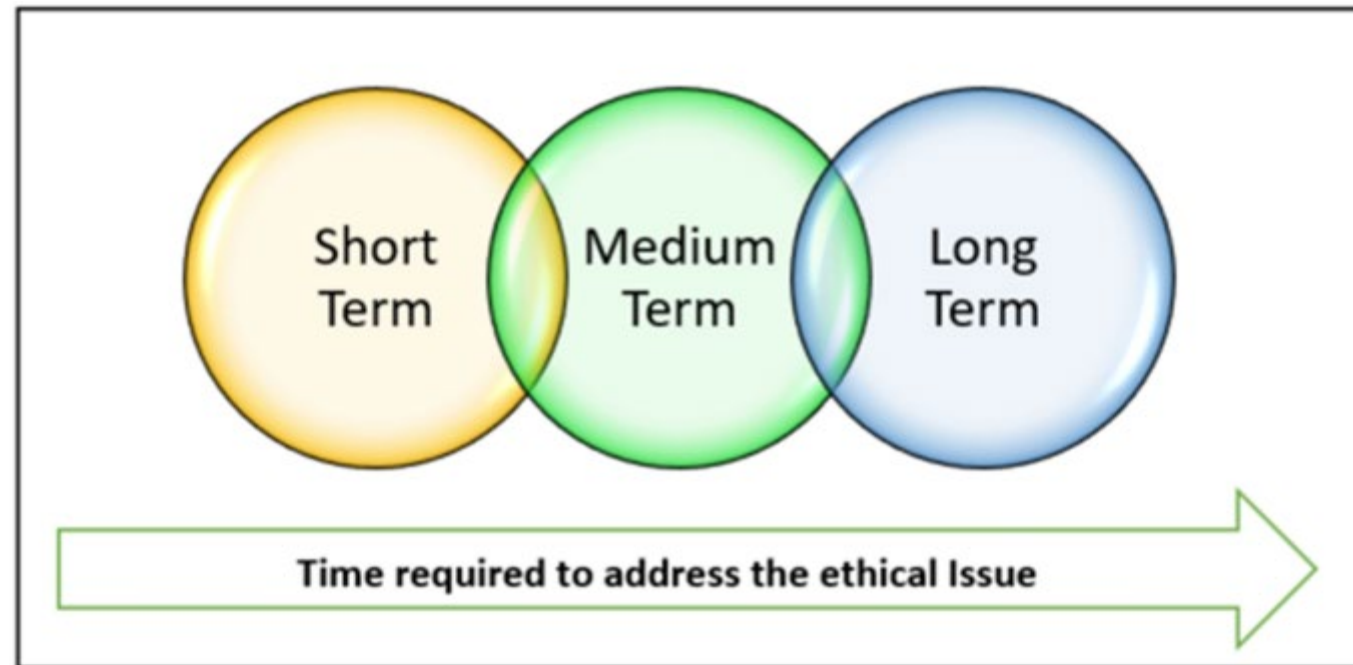 Short
Term
Medium
Term
Long
Term
Time required to address the ethical Issue